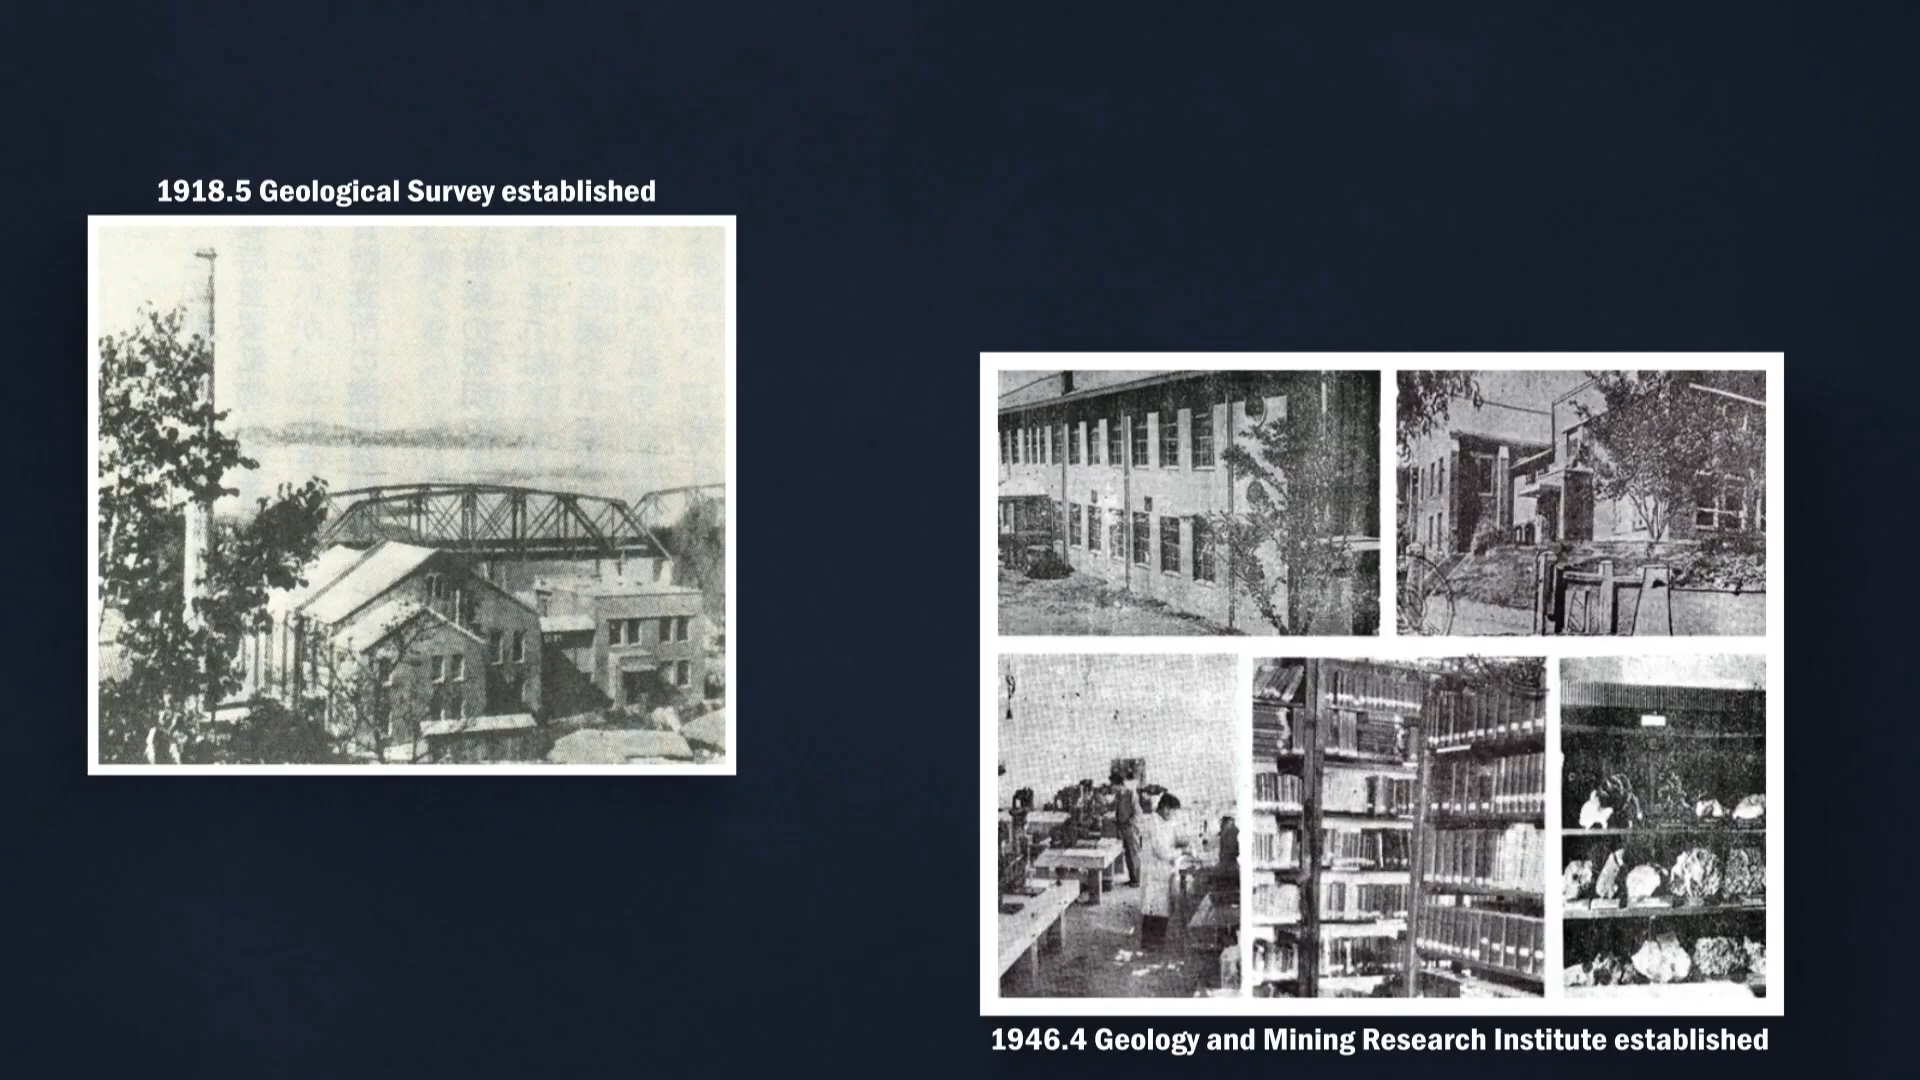 1918.5 Geological Survey established
1946.4 Geology and Mining Research Institute established